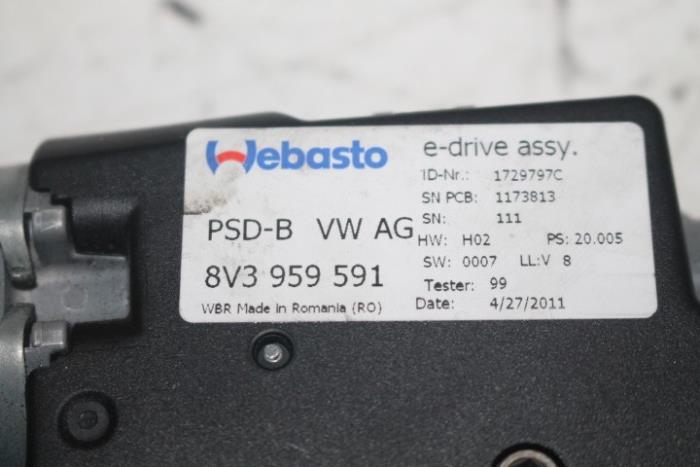 Webasto
PSD-B VW AG
8V3 959 591
WBR Made in Romania (RO)
e-drive assy.
ID-Nr.: 1729797C
SN PCB: 1173813
SN: 111
HW: H02 PS: 20.005
SW: 0007 LL:V 8
Tester: 99
Date: 4/27/2011